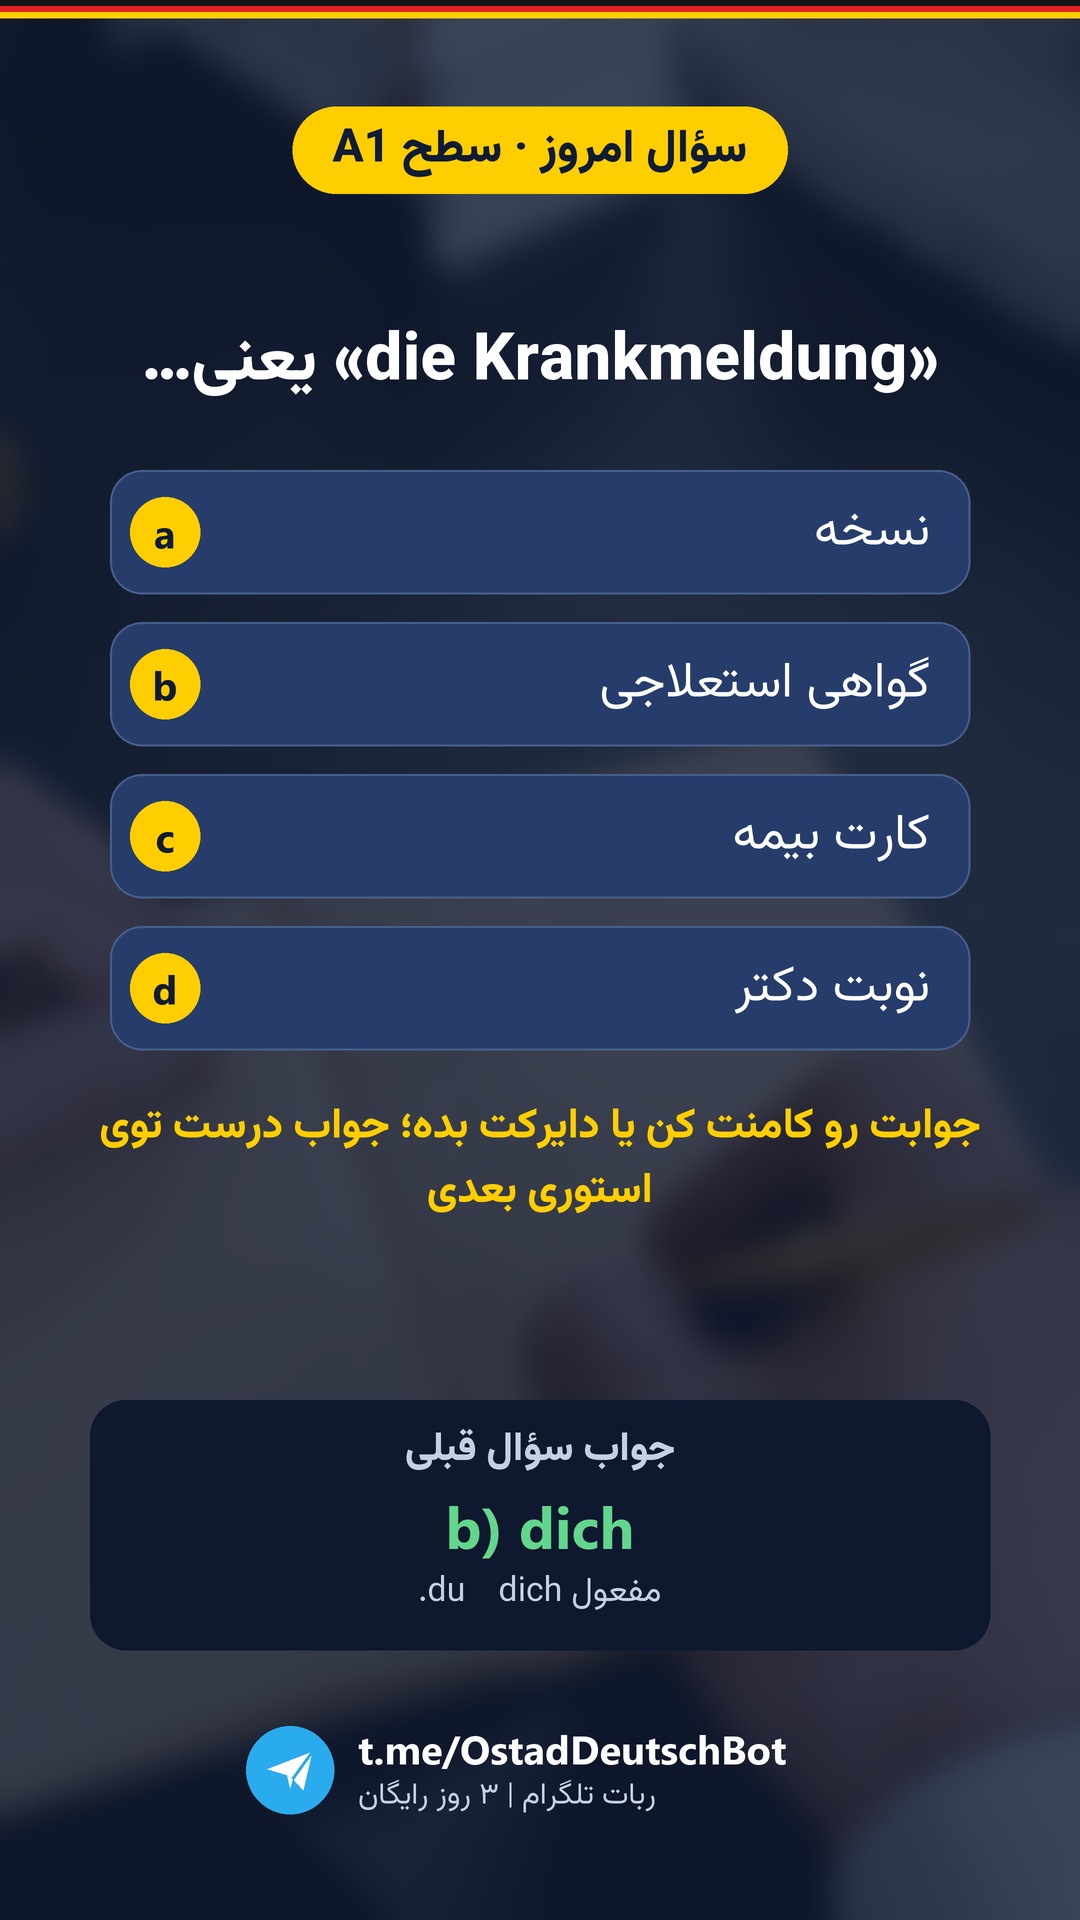 سؤال امروز · سطح A1
«die Krankmeldung» یعنی...
a نسخه
b گواهی استعلاجی
c کارت بیمه
d نوبت دکتر
جوابت رو کامنت کن یا دایرکت بده؛ جواب درست توی
استوری بعدی
جواب سؤال قبلی
b) dich
مفعول du dich.
t.me/OstadDeutschBot
ربات تلگرام | ۳ روز رایگان